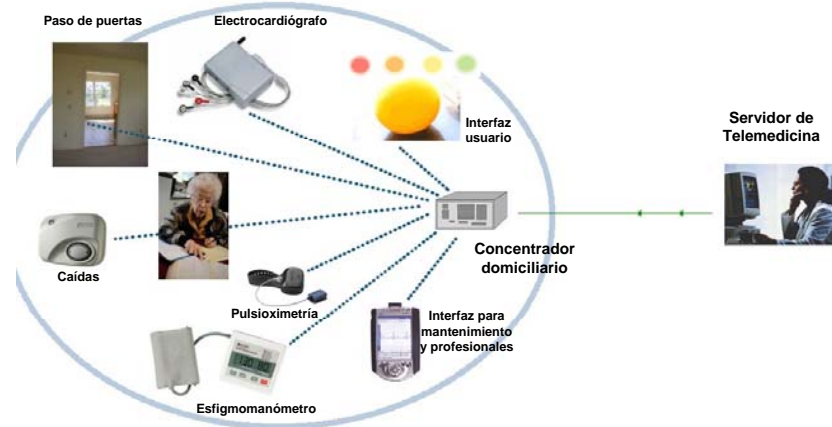 Paso de puertas
Electrocardiógrafo
Interfaz
usuario
Servidor de
Telemedicina
Concentrador
domiciliario
Caídas
Pulsioximetría
Interfaz para
mantenimiento
y profesionales
Esfigmomanómetro